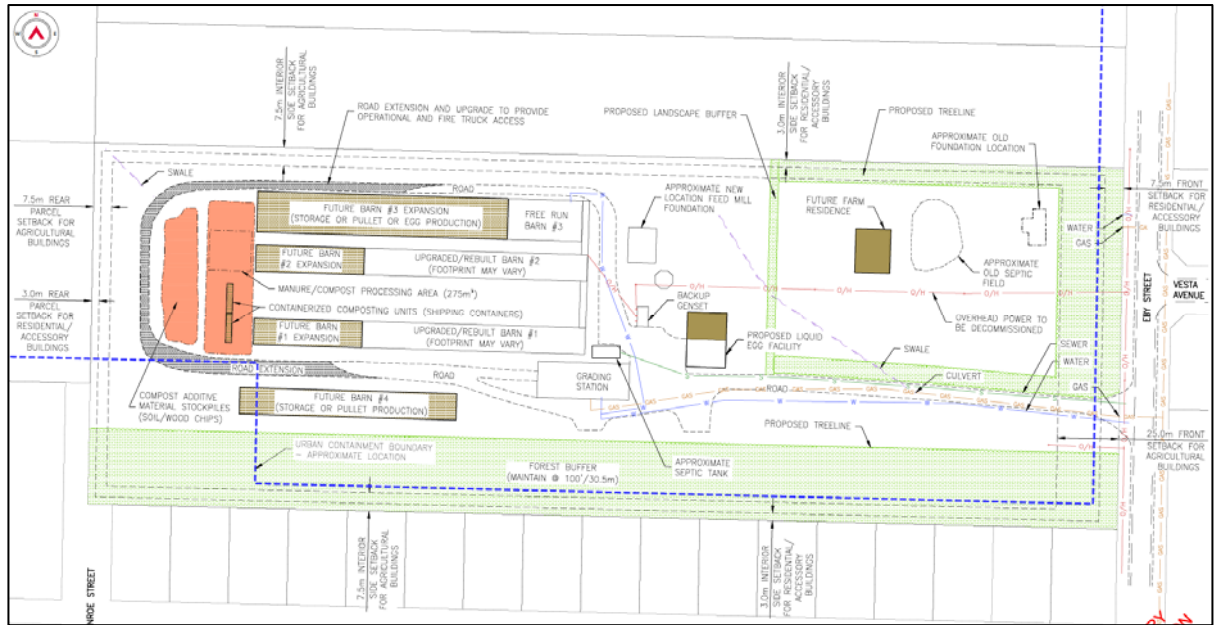 N
W
E
S
7.5m INTERIOR
SIDE SETBACK
FOR AGRICULTURAL
BUILDINGS
ROAD EXTENSION AND UPGRADE TO PROVIDE
OPERATIONAL AND FIRE TRUCK ACCESS
PROPOSED LANDSCAPE BUFFER
3.0m INTERIOR
SIDE SETBACK
FOR RESIDENTIAL/
ACCESSORY
BUILDINGS
PROPOSED TREELINE
APPROXIMATE OLD
FOUNDATION LOCATION
SWALE
ROAD
7.5m REAR
PARCEL
SETBACK FOR
AGRICULTURAL
BUILDINGS
FUTURE BARN #3 EXPANSION
(STORAGE OR PULLET OR EGG PRODUCTION)
FREE RUN
BARN #3
APPROXIMATE NEW
LOCATION FEED MILL
FOUNDATION
FUTURE FARM
RESIDENCE
7.5m FRONT
SETBACK FOR
RESIDENTIAL/
ACCESSORY
BUILDINGS
WATER
GAS
FUTURE BARN
#2 EXPANSION
UPGRADED/REBUILT BARN #2
(FOOTPRINT MAY VARY)
APPROXIMATE
OLD SEPTIC
FIELD
MANURE/COMPOST PROCESSING AREA (275m²)
3.0m REAR
PARCEL
SETBACK FOR
RESIDENTIAL/
ACCESSORY
BUILDINGS
CONTAINERIZED COMPOSTING UNITS (SHIPPING CONTAINERS)
BACKUP
GENSET
OVERHEAD POWER TO
BE DECOMMISSIONED
EBY STREET
VESTA
AVENUE
FUTURE BARN
#1 EXPANSION
UPGRADED/REBUILT BARN #1
(FOOTPRINT MAY VARY)
PROPOSED LIQUID
EGG FACILITY
SWALE
SEWER
WATER
GAS
ROAD EXTENSION
ROAD
GRADING
STATION
ROAD
CULVERT
COMPOST ADDITIVE
MATERIAL STOCKPILES
(SOIL/WOOD CHIPS)
FUTURE BARN #4
(STORAGE OR PULLET PRODUCTION)
PROPOSED TREELINE
25.0m FRONT
SETBACK FOR
AGRICULTURAL
BUILDINGS
URBAN CONTAINMENT BOUNDARY
- APPROXIMATE LOCATION
FOREST BUFFER
(MAINTAIN @ 100'/30.5m)
APPROXIMATE
SEPTIC TANK
7.5m INTERIOR
SIDE SETBACK
FOR AGRICULTURAL
BUILDINGS
3.0m INTERIOR
SIDE SETBACK
FOR RESIDENTIAL/
ACCESSORY
BUILDINGS
NROE STREET